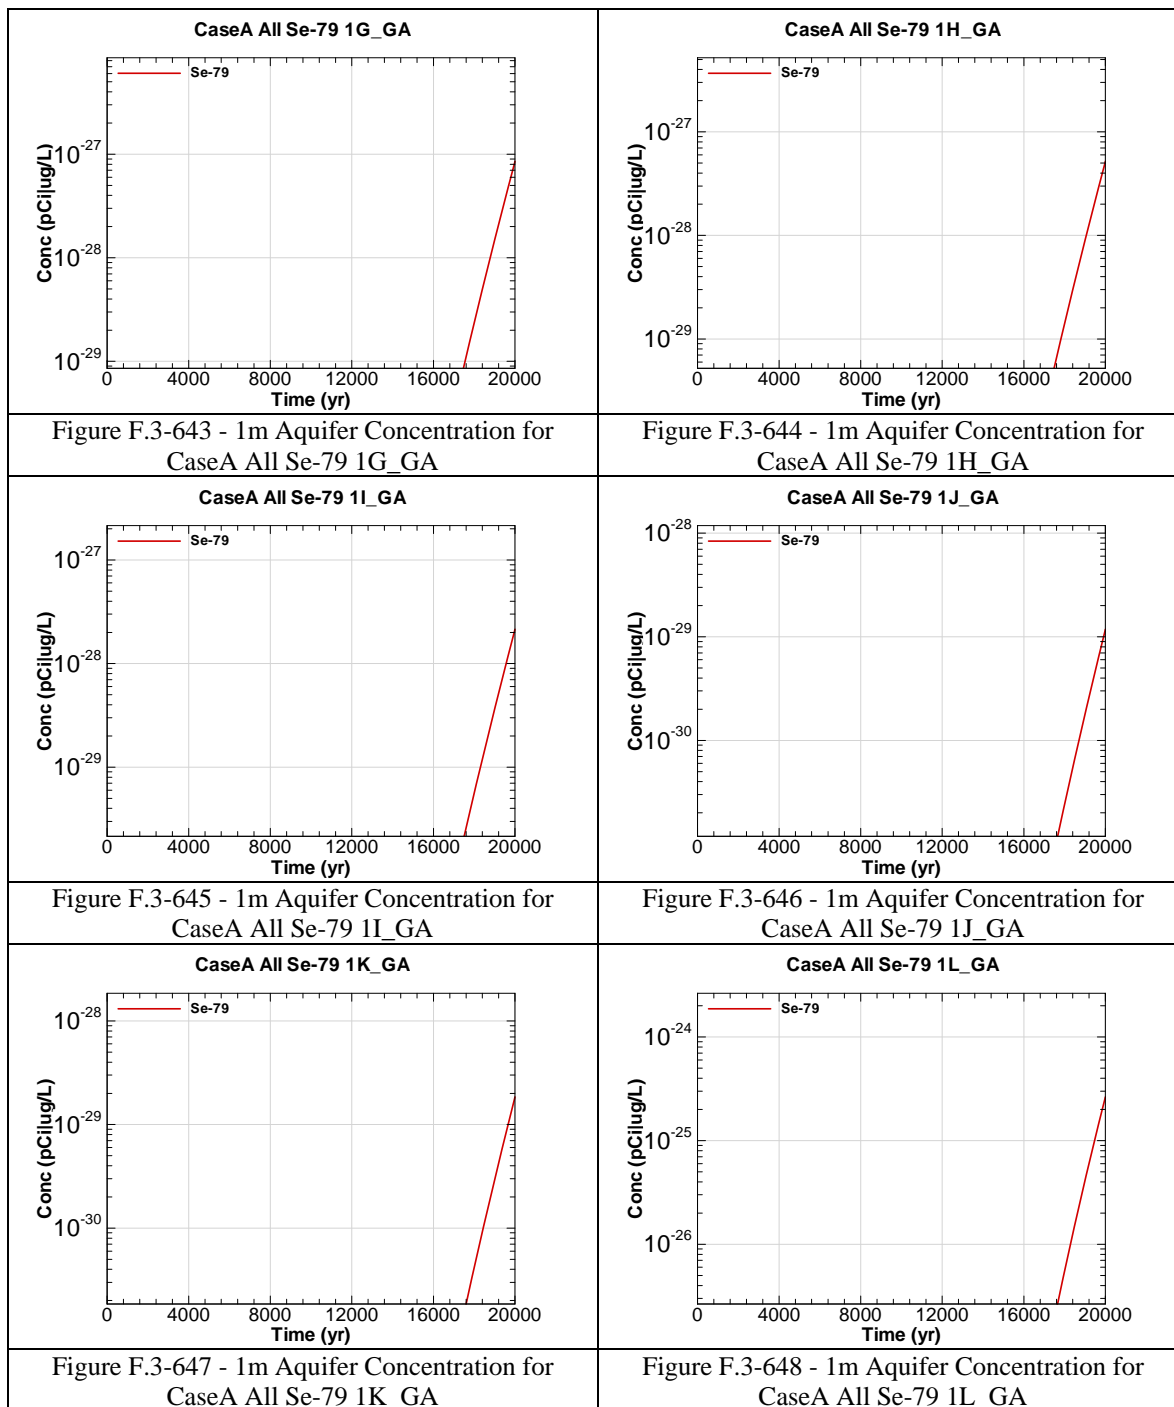 CaseA All Se-79 1G_GA
Se-79
Conc (pCi|ug/L)
10-27
10-28
10-29
0 4000 8000 12000 16000 20000
Time (yr)
Figure F.3-643 - 1m Aquifer Concentration for
CaseA All Se-79 1G_GA
CaseA All Se-79 1H_GA
Se-79
Conc (pCi|ug/L)
10-27
10-28
10-29
0 4000 8000 12000 16000 20000
Time (yr)
Figure F.3-644 - 1m Aquifer Concentration for
CaseA All Se-79 1H_GA
CaseA All Se-79 1I_GA
Se-79
Conc (pCi|ug/L)
10-27
10-28
10-29
0 4000 8000 12000 16000 20000
Time (yr)
Figure F.3-645 - 1m Aquifer Concentration for
CaseA All Se-79 1I_GA
CaseA All Se-79 1J_GA
Se-79
Conc (pCi|ug/L)
10-28
10-29
10-30
0 4000 8000 12000 16000 20000
Time (yr)
Figure F.3-646 - 1m Aquifer Concentration for
CaseA All Se-79 1J_GA
CaseA All Se-79 1K_GA
Se-79
Conc (pCi|ug/L)
10-28
10-29
10-30
0 4000 8000 12000 16000 20000
Time (yr)
Figure F.3-647 - 1m Aquifer Concentration for
CaseA All Se-79 1K_GA
CaseA All Se-79 1L_GA
Se-79
Conc (pCi|ug/L)
10-24
10-25
10-26
0 4000 8000 12000 16000 20000
Time (yr)
Figure F.3-648 - 1m Aquifer Concentration for
CaseA All Se-79 1L_GA